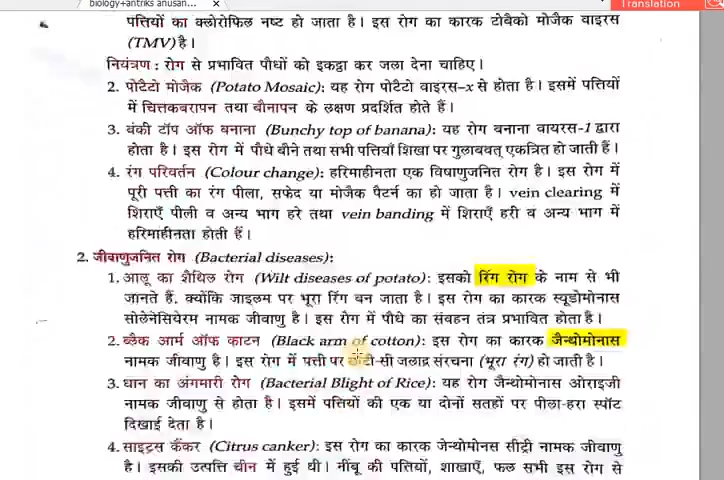 biology+antriks anusan...
Translation
पत्तियों का क्लोरोफिल नष्ट हो जाता है। इस रोग का कारक टोबैको मोजैक वाइरस
(TMV) है।
नियंत्रण : रोग से प्रभावित पौधों को इकट्ठा कर जला देना चाहिए।
2. पोटैटो मोजैक (Potato Mosaic): यह रोग पोटैटो वाइरस–x से होता है। इसमें पत्तियों
में चित्तकबरापन तथा बौनापन के लक्षण प्रदर्शित होते हैं।
3. बंकी टॉप ऑफ बनाना (Bunchy top of banana): यह रोग बनाना वायरस-1 द्वारा
होता है। इस रोग में पौधे बौने तथा सभी पत्तियाँ शिखा पर गुलाबवत् एकत्रित हो जाती हैं।
4. रंग परिवर्तन (Colour change): हरिमाहीनता एक विषाणुजनित रोग है। इस रोग में
पूरी पत्ती का रंग पीला, सफेद या मोजैक पैटर्न का हो जाता है। vein clearing में
शिराएँ पीली व अन्य भाग हरे तथा vein banding में शिराएँ हरी व अन्य भाग में
हरिमाहीनता होती हैं।
2. जीवाणुजनित रोग (Bacterial diseases):
1. आलू का शैथिल रोग (Wilt diseases of potato): इसको रिंग रोग के नाम से भी
जानते हैं, क्योंकि जाइलम पर भूरा रिंग बन जाता है। इस रोग का कारक स्यूडोमोनास
सोलेनेसियेरम नामक जीवाणु है। इस रोग में पौधे का संवहन तंत्र प्रभावित होता है।
2. ब्लैक आर्म ऑफ काटन (Black arm of cotton): इस रोग का कारक जैन्थोमोनास
नामक जीवाणु है। इस रोग में पत्ती पर छोटी-सी जलाद्र संरचना (भूरा रंग) हो जाती है।
3. धान का अंगमारी रोग (Bacterial Blight of Rice): यह रोग जैन्थोमोनास ओराइजी
नामक जीवाणु से होता है। इसमें पत्तियों की एक या दोनों सतहों पर पीला-हरा स्पॉट
दिखाई देता है।
4. साइट्रस कैंकर (Citrus canker): इस रोग का कारक जेन्थोमोनस सीट्री नामक जीवाणु
है। इसकी उत्पत्ति चीन में हुई थी। नींबू की पत्तियों, शाखाएँ, फल सभी इस रोग से